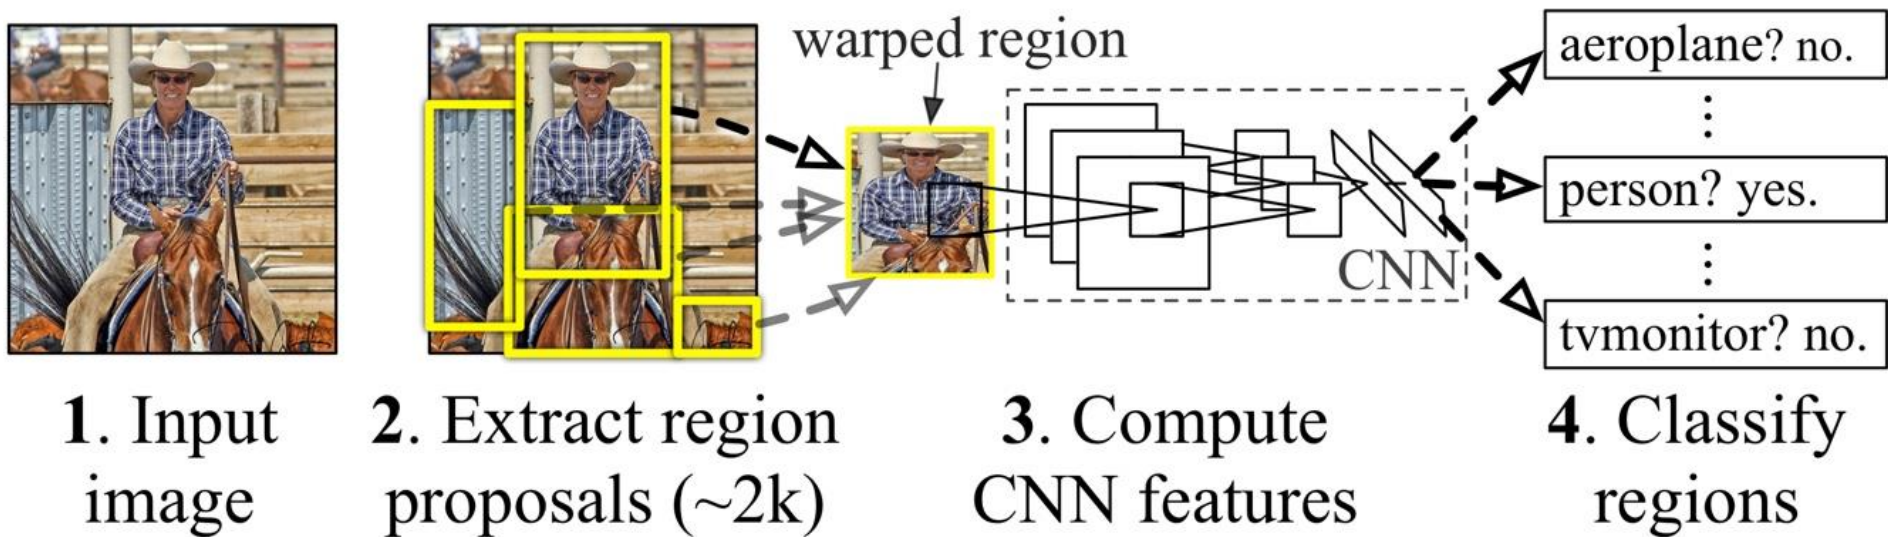 warped region
aeroplane? no.
person? yes.
CNN
tvmonitor? no.
1. Input
image
2. Extract region
proposals (~2k)
3. Compute
CNN features
4. Classify
regions